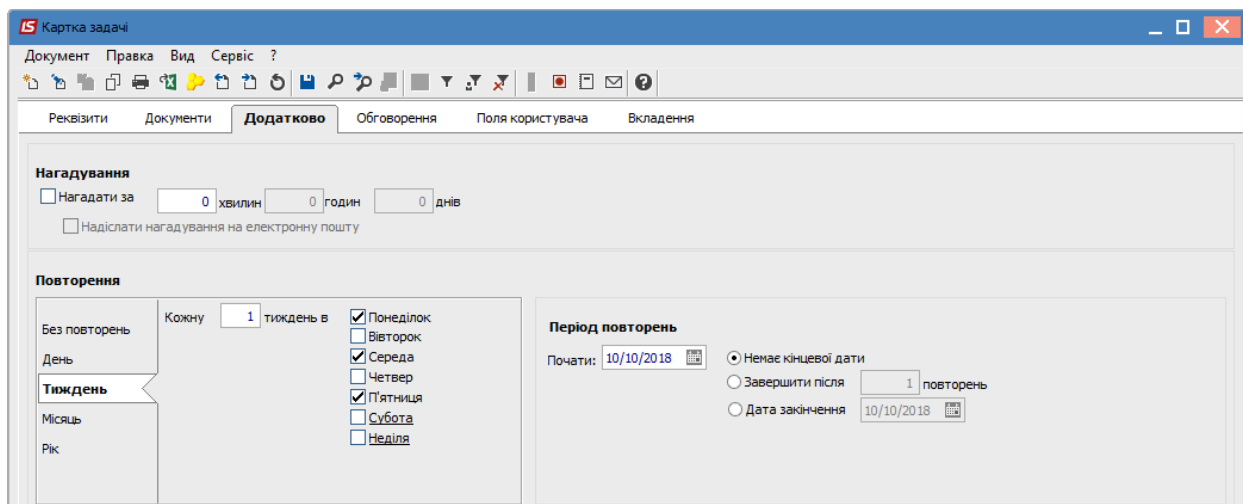 IS Картка задачі
Документ Правка Вид Сервіс ?
Реквізити Документи Додатково Обговорення Поля користувача Вкладення
Нагадування
Нагадати за 0 хвилин 0 годин 0 днів
Надіслати нагадування на електронну пошту
Повторення
Без повторень
День
Тиждень
Місяць
Рік
Кожну 1 тиждень в
Понеділок
Вівторок
Середа
Четвер
П'ятниця
Субота
Неділя
Період повторень
Почати: 10/10/2018
Немає кінцевої дати
Завершити після 1 повторень
Дата закінчення 10/10/2018